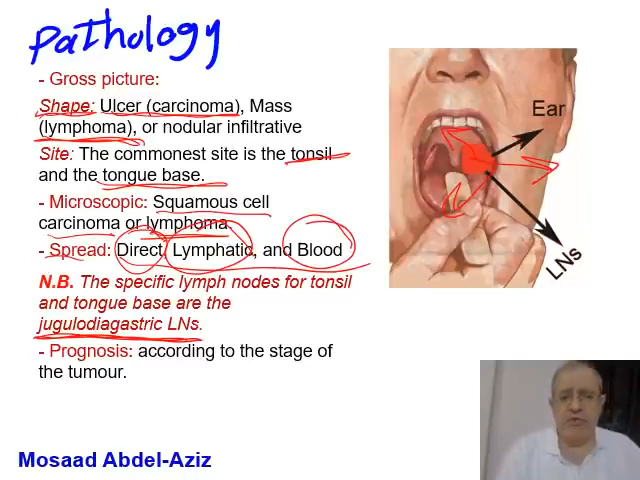 Pathology
- Gross picture:
Shape: Ulcer (carcinoma), Mass
(lymphoma), or nodular infiltrative
Site: The commonest site is the tonsil
and the tongue base.
- Microscopic: Squamous cell
carcinoma or lymphoma.
- Spread: Direct, Lymphatic, and Blood
N.B. The specific lymph nodes for tonsil
and tongue base are the
jugulodiagastric LNs.
- Prognosis: according to the stage of
the tumour.
Ear
LNs
Mosaad Abdel-Aziz